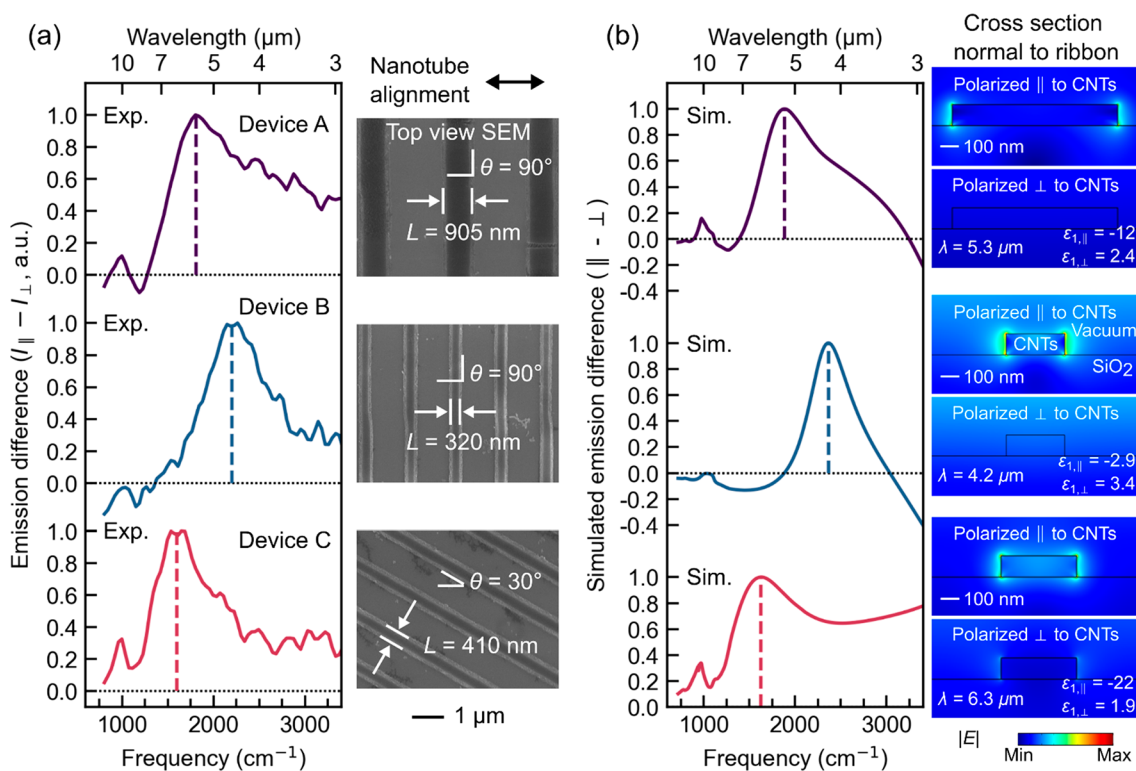 (a)
Wavelength (μm)
10 7 5 4 3
Emission difference (I∥ − I⊥, a.u.)
Exp.
Device A
1.0
0.8
0.6
0.4
0.2
0.0
Exp.
Device B
1.0
0.8
0.6
0.4
0.2
0.0
Exp.
Device C
1.0
0.8
0.6
0.4
0.2
0.0
1000 2000 3000
Frequency (cm⁻¹)
Nanotube
alignment
Top view SEM
θ = 90°
L = 905 nm
θ = 90°
L = 320 nm
θ = 30°
L = 410 nm
1 μm
(b)
Wavelength (μm)
10 7 5 4 3
Simulated emission difference (∥ - ⊥)
Sim.
1.0
0.8
0.6
0.4
0.2
0.0
-0.2
-0.4
Sim.
1.0
0.8
0.6
0.4
0.2
0.0
-0.2
-0.4
Sim.
1.0
0.8
0.6
0.4
0.2
0.0
1000 2000 3000
Frequency (cm⁻¹)
Cross section
normal to ribbon
Polarized ∥ to CNTs
100 nm
Polarized ⊥ to CNTs
ε1,∥ = -12
λ = 5.3 μm
ε1,⊥ = 2.4
Polarized ∥ to CNTs
Vacuum
CNTs
SiO₂
100 nm
Polarized ⊥ to CNTs
ε1,∥ = -2.9
λ = 4.2 μm
ε1,⊥ = 3.4
Polarized ∥ to CNTs
100 nm
Polarized ⊥ to CNTs
ε1,∥ = -22
λ = 6.3 μm
ε1,⊥ = 1.9
|E|
Min Max